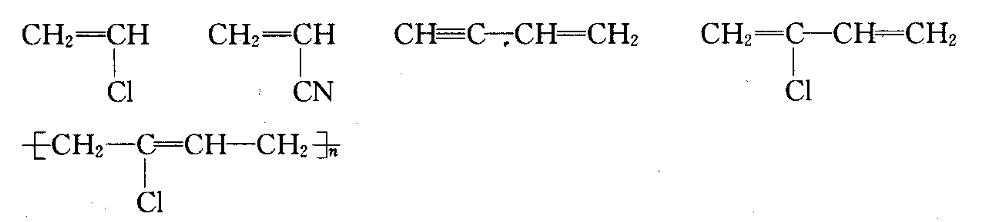 CH₂=CH CH₂=CH CH≡C—CH=CH₂ CH₂=C—CH=CH₂
Cl CN Cl
⁅CH₂—C=CH—CH₂⁆ₙ
Cl